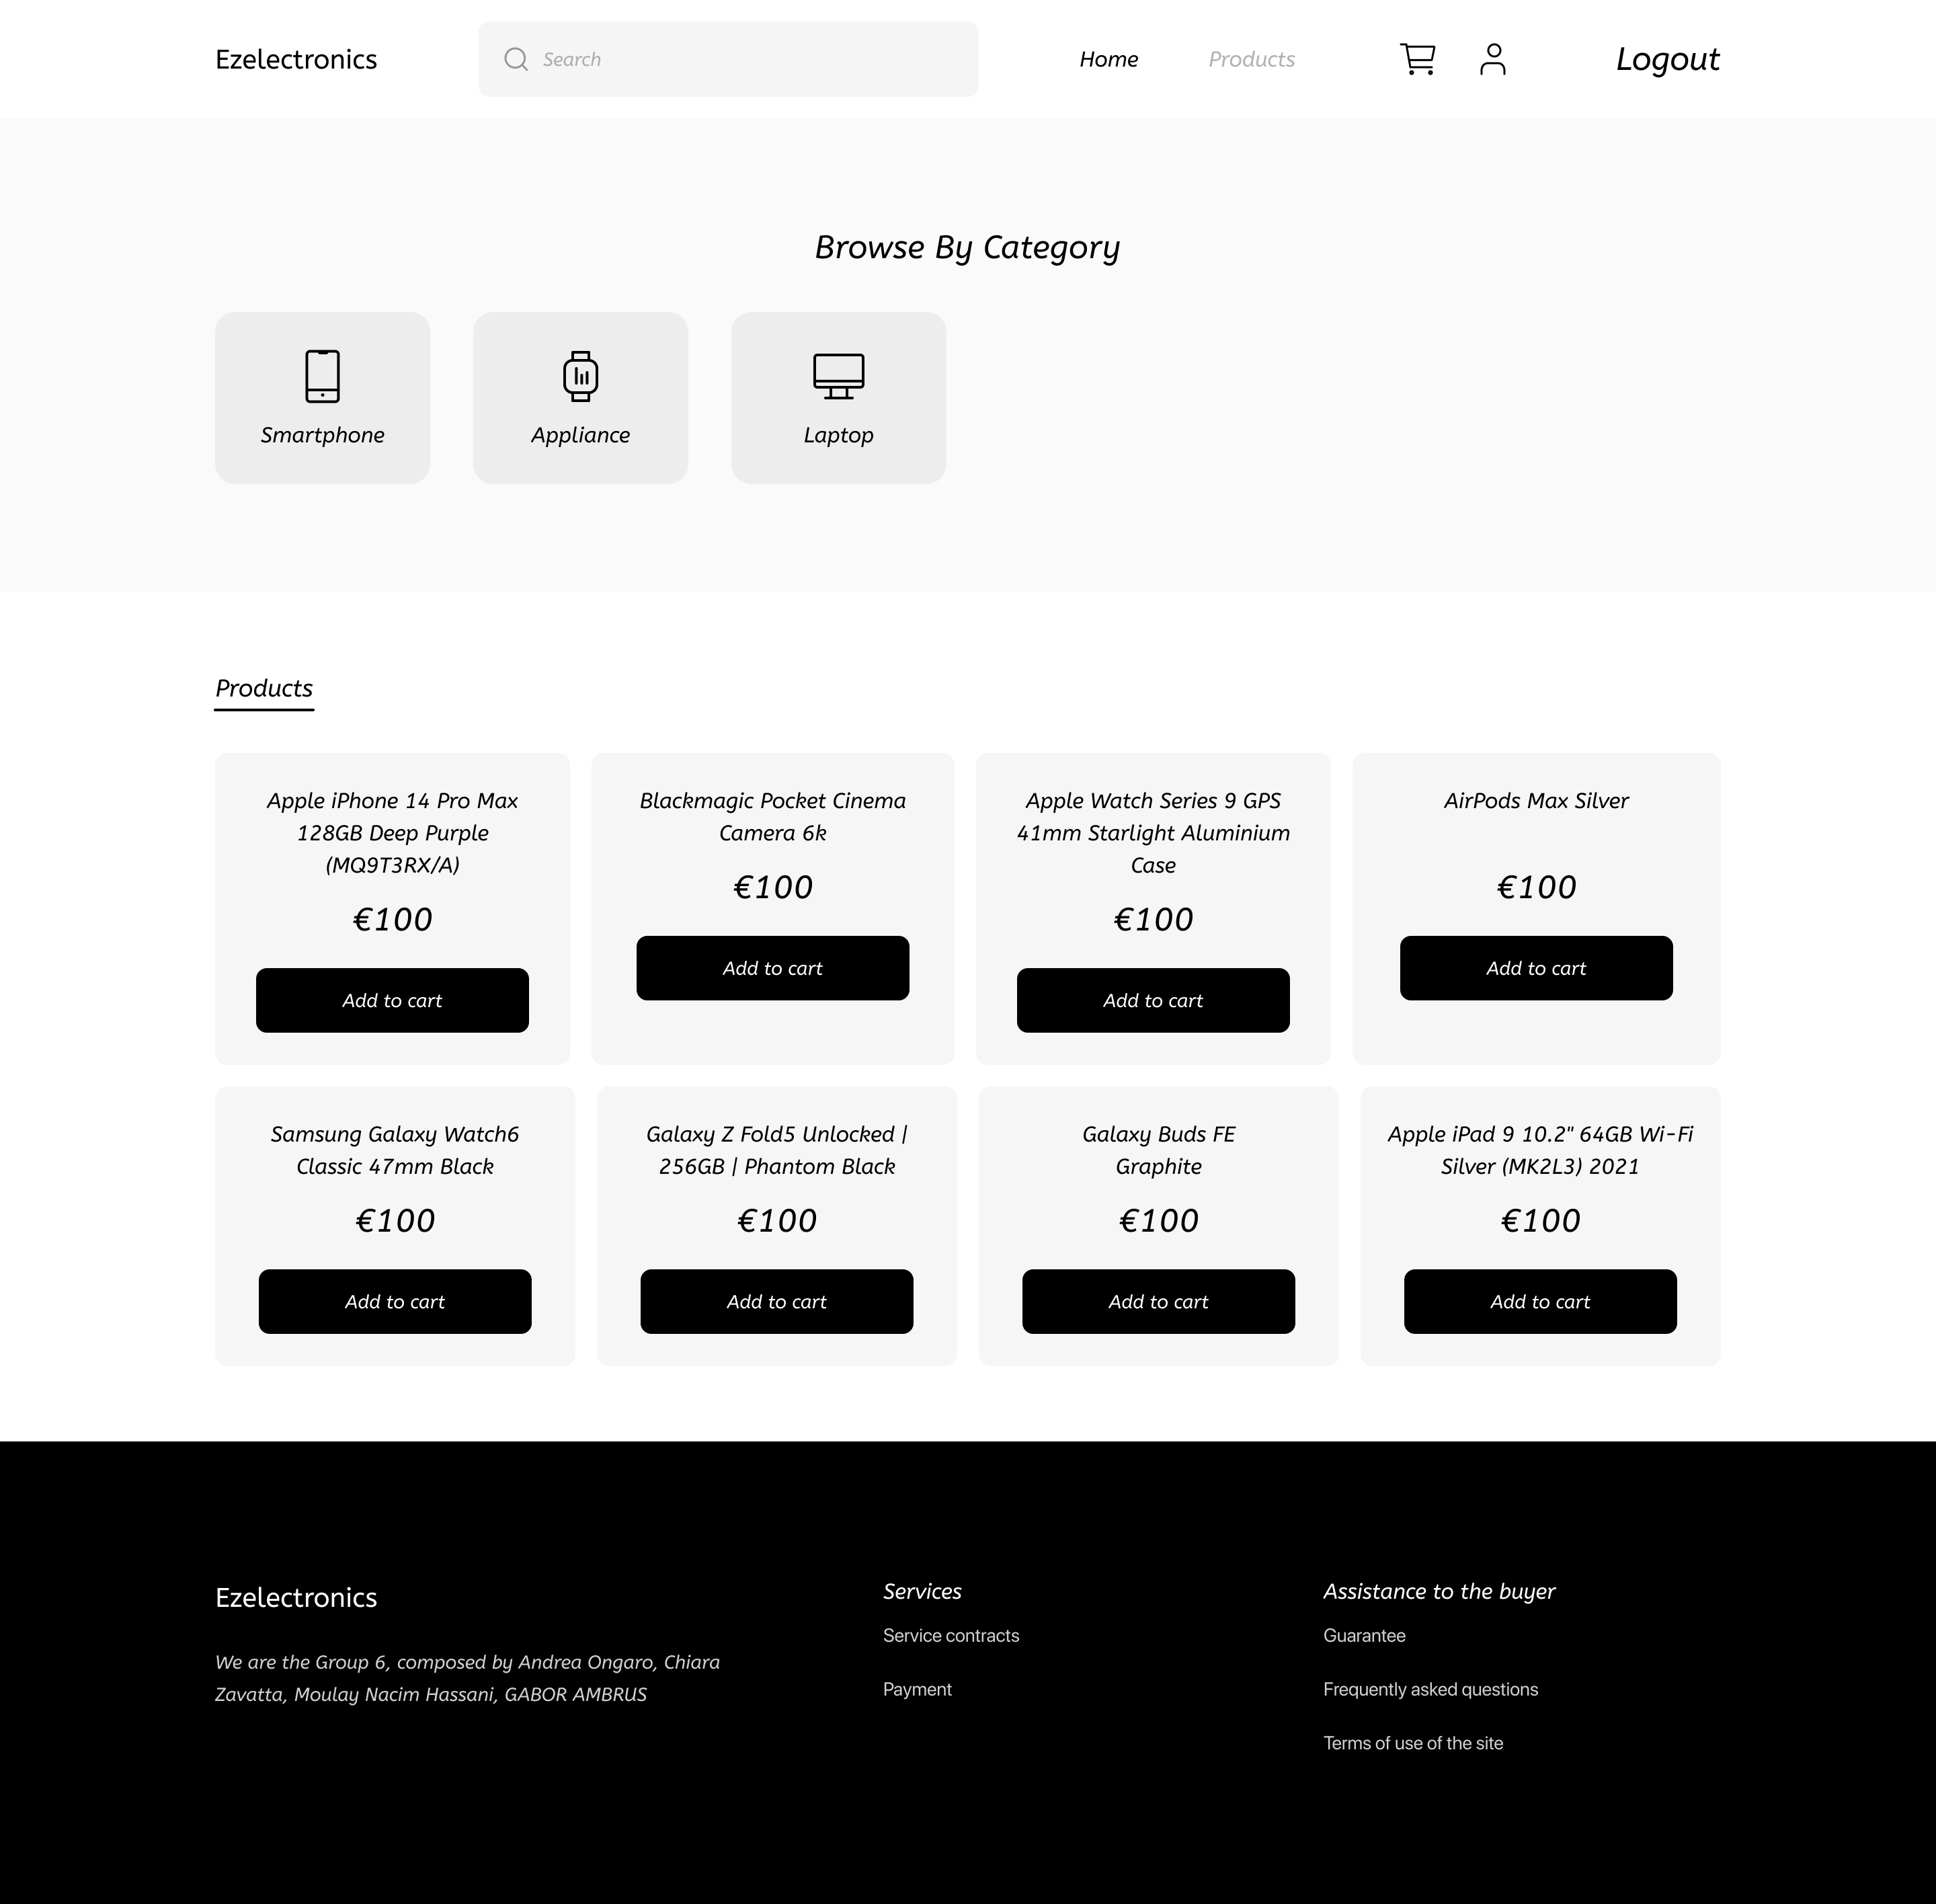 Ezelectronics
Search
Home
Products
Logout
Browse By Category
Smartphone
Appliance
Laptop
Products
Apple iPhone 14 Pro Max
128GB Deep Purple
(MQ9T3RX/A)
€100
Add to cart
Blackmagic Pocket Cinema
Camera 6k
€100
Add to cart
Apple Watch Series 9 GPS
41mm Starlight Aluminium
Case
€100
Add to cart
AirPods Max Silver
€100
Add to cart
Samsung Galaxy Watch6
Classic 47mm Black
€100
Add to cart
Galaxy Z Fold5 Unlocked |
256GB | Phantom Black
€100
Add to cart
Galaxy Buds FE
Graphite
€100
Add to cart
Apple iPad 9 10.2" 64GB Wi-Fi
Silver (MK2L3) 2021
€100
Add to cart
Ezelectronics
We are the Group 6, composed by Andrea Ongaro, Chiara
Zavatta, Moulay Nacim Hassani, GABOR AMBRUS
Services
Service contracts
Payment
Assistance to the buyer
Guarantee
Frequently asked questions
Terms of use of the site